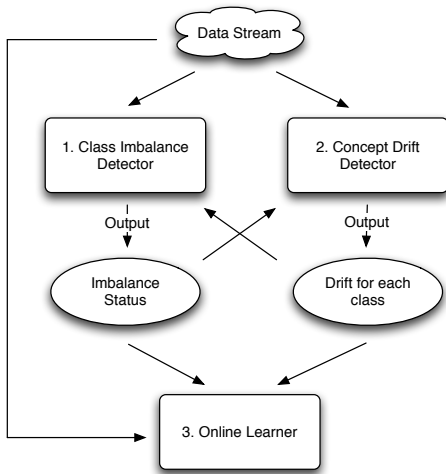 Data Stream
1. Class Imbalance
Detector
2. Concept Drift
Detector
Output
Output
Imbalance
Status
Drift for each
class
3. Online Learner